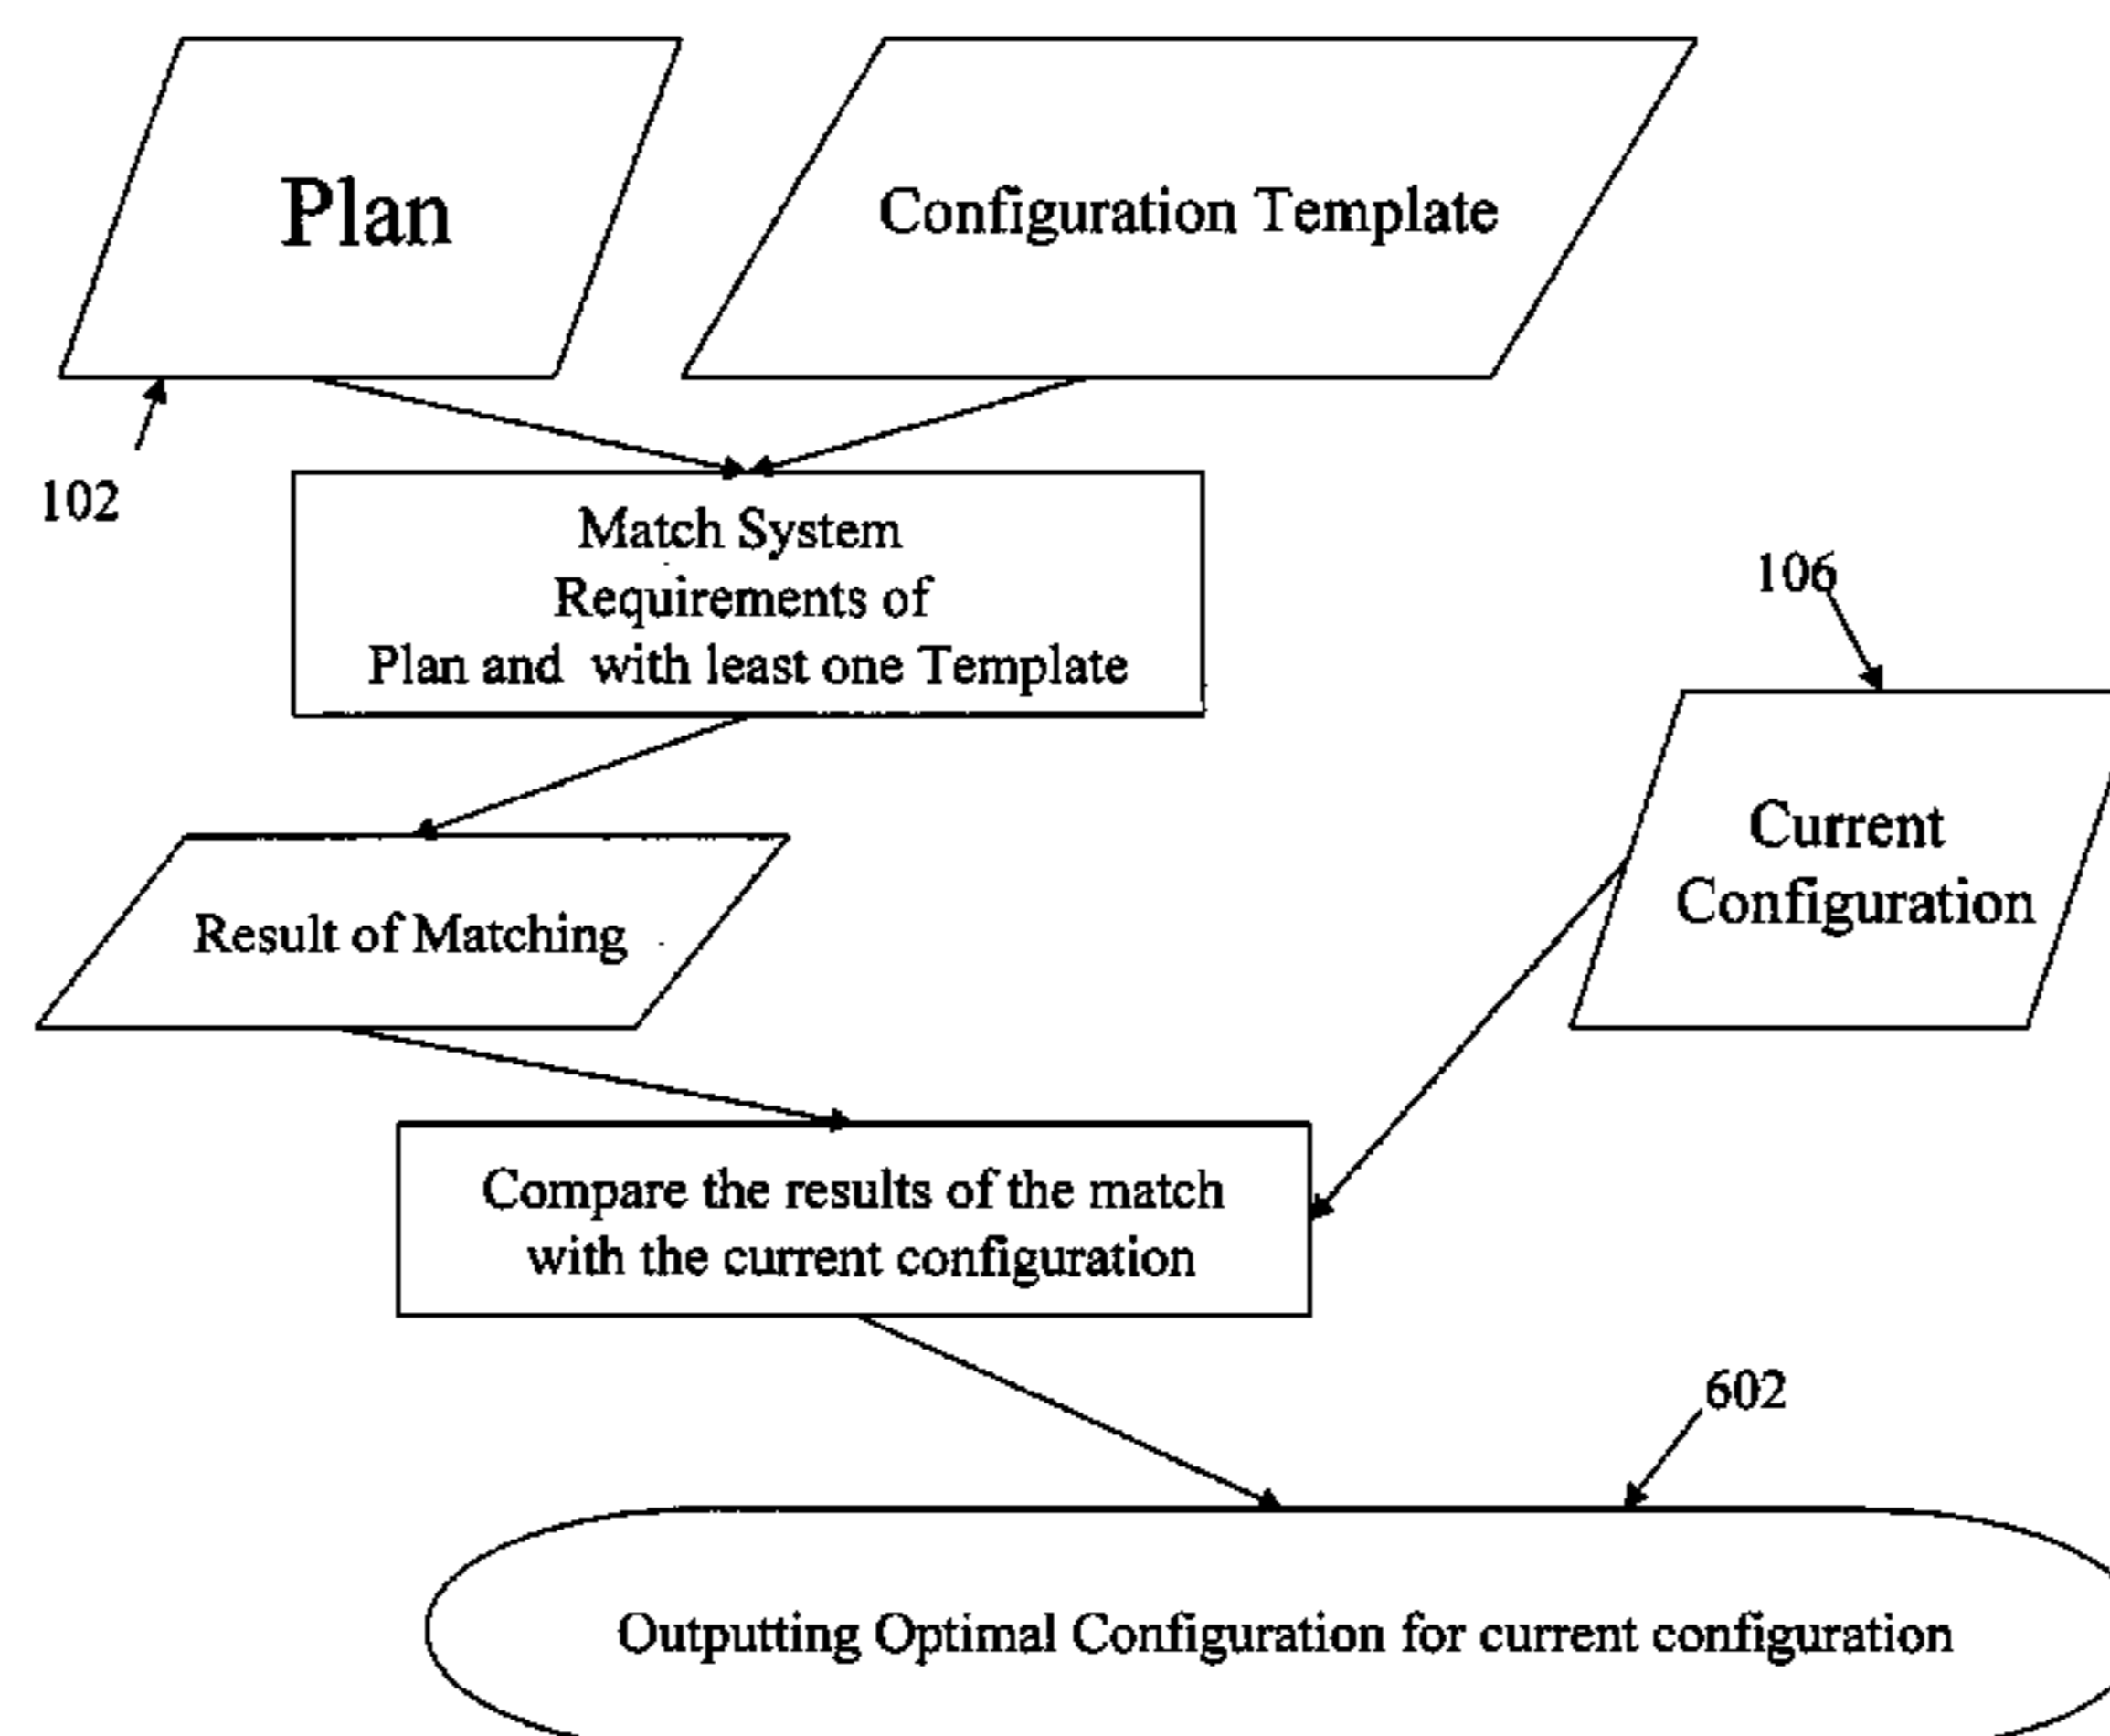 Plan
Configuration Template
102
Match System
Requirements of
Plan and with least one Template
106
Current
Configuration
Result of Matching
Compare the results of the match
with the current configuration
602
Outputting Optimal Configuration for current configuration